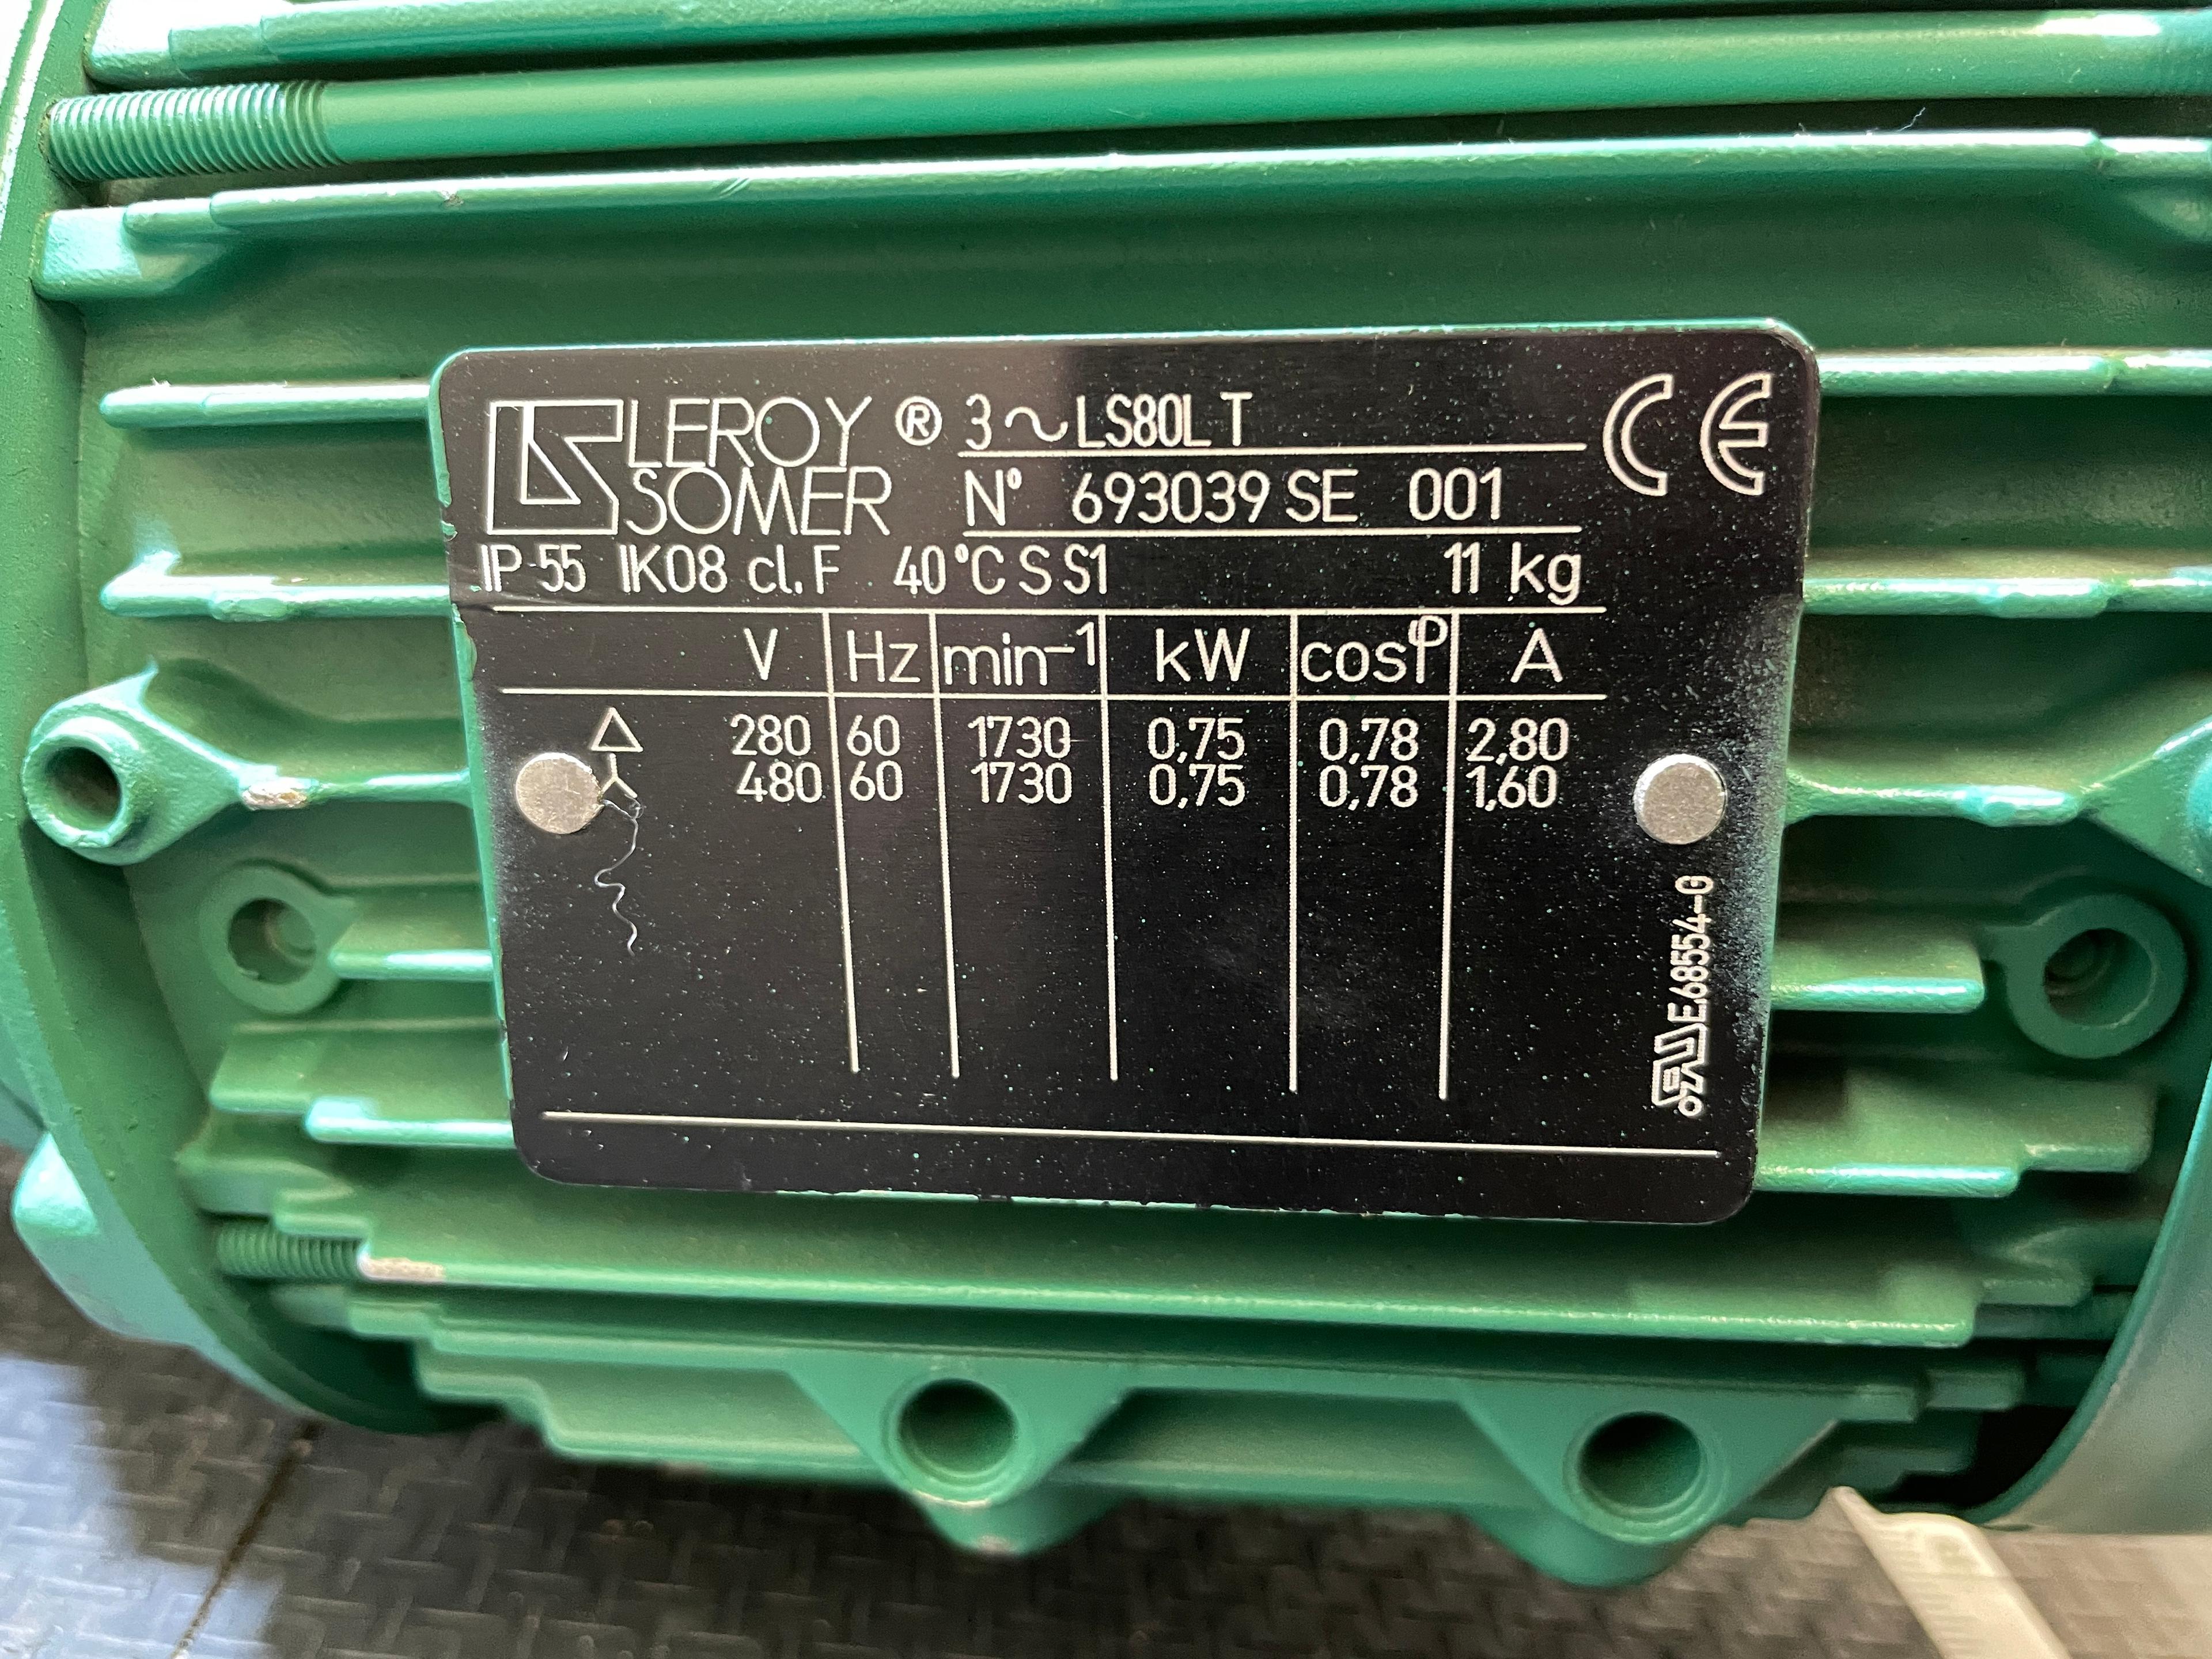 LEROY SOMER ® 3~LS80L T
CE
N° 693039 SE 001
IP-55 IK08 cl.F 40°C S S1 11 kg
V Hz min-1 kW cosφ A
Δ 280 60 1730 0,75 0,78 2,80
⅄ 480 60 1730 0,75 0,78 1,60
E68554-G